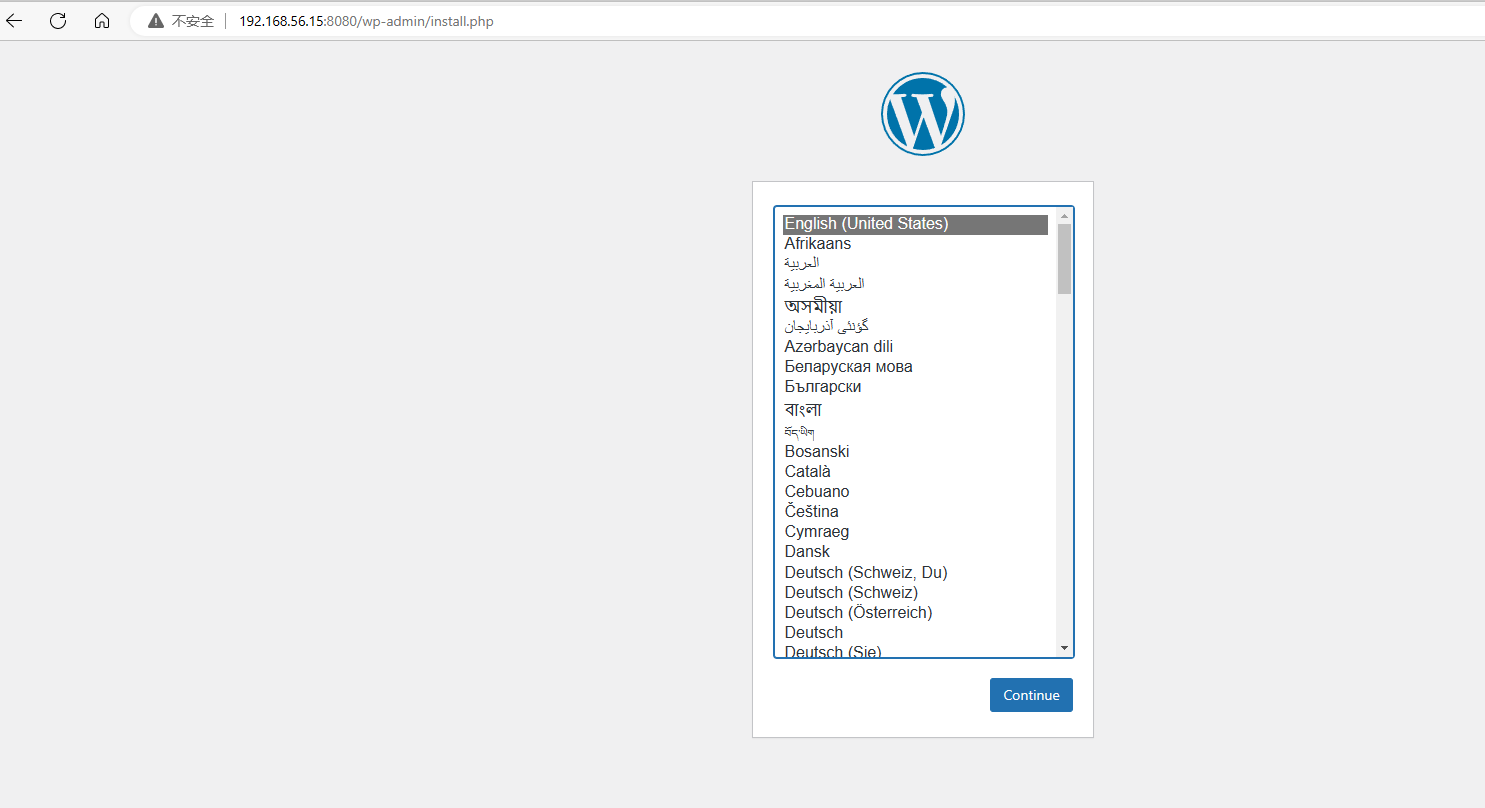 不安全 192.168.56.15:8080/wp-admin/install.php
English (United States)
Afrikaans
العربية
العربية المغربية
অসমীয়া
گؤنئی آذربایجان
Azərbaycan dili
Беларуская мова
Български
বাংলা
བོད་ཡིག
Bosanski
Català
Cebuano
Čeština
Cymraeg
Dansk
Deutsch (Schweiz, Du)
Deutsch (Schweiz)
Deutsch (Österreich)
Deutsch
Deutsch (Sie)
Continue